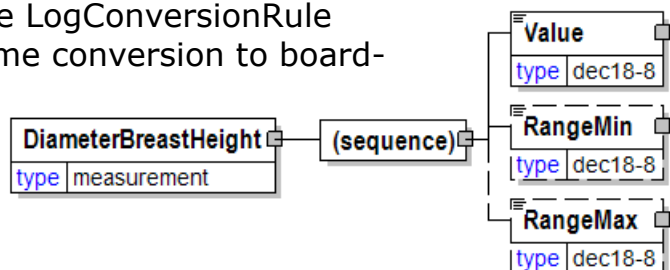 e LogConversionRule
me conversion to board-
Value
type dec18-8
DiameterBreastHeight
type measurement
(sequence)
RangeMin
type dec18-8
RangeMax
type dec18-8